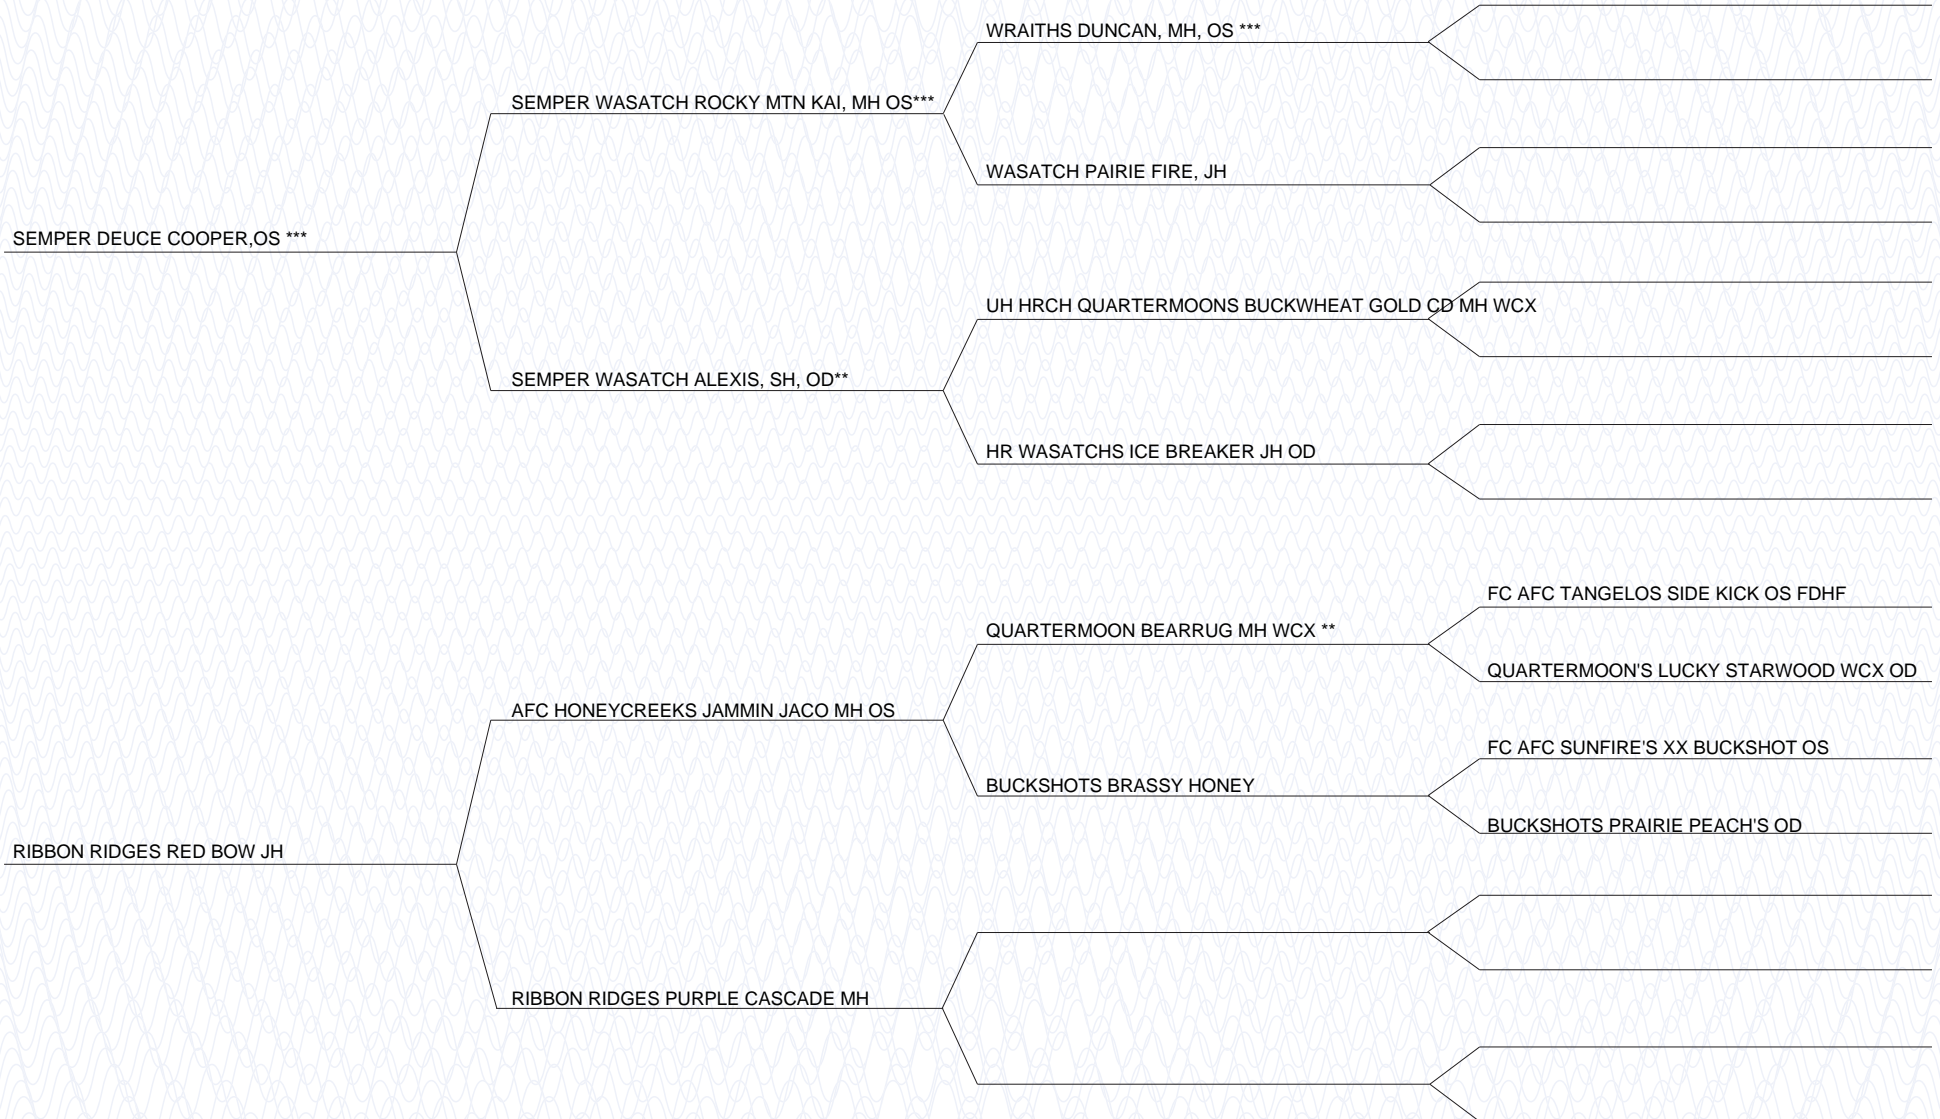 WRAITHS DUNCAN, MH, OS ***
SEMPER WASATCH ROCKY MTN KAI, MH OS***
WASATCH PAIRIE FIRE, JH
SEMPER DEUCE COOPER,OS ***
UH HRCH QUARTERMOONS BUCKWHEAT GOLD CD MH WCX
SEMPER WASATCH ALEXIS, SH, OD**
HR WASATCHS ICE BREAKER JH OD
FC AFC TANGELOS SIDE KICK OS FDHF
QUARTERMOON BEARRUG MH WCX **
QUARTERMOON'S LUCKY STARWOOD WCX OD
AFC HONEYCREEKS JAMMIN JACO MH OS
FC AFC SUNFIRE'S XX BUCKSHOT OS
BUCKSHOTS BRASSY HONEY
BUCKSHOTS PRAIRIE PEACH'S OD
RIBBON RIDGES RED BOW JH
RIBBON RIDGES PURPLE CASCADE MH